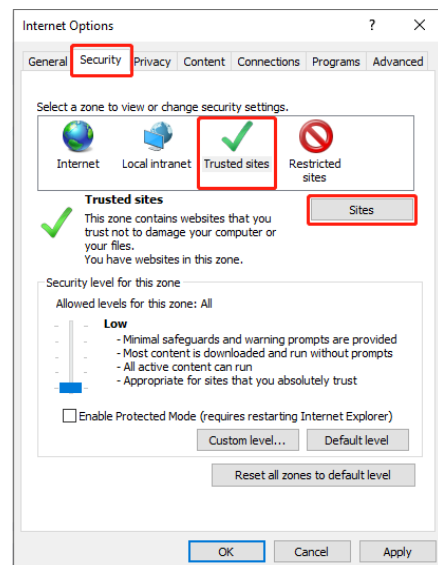 Internet Options ? ×
General Security Privacy Content Connections Programs Advanced
Select a zone to view or change security settings.
Internet Local intranet Trusted sites Restricted
sites
Trusted sites
Sites
This zone contains websites that you
trust not to damage your computer or
your files.
You have websites in this zone.
Security level for this zone
Allowed levels for this zone: All
Low
- Minimal safeguards and warning prompts are provided
- Most content is downloaded and run without prompts
- All active content can run
- Appropriate for sites that you absolutely trust
Enable Protected Mode (requires restarting Internet Explorer)
Custom level... Default level
Reset all zones to default level
OK Cancel Apply